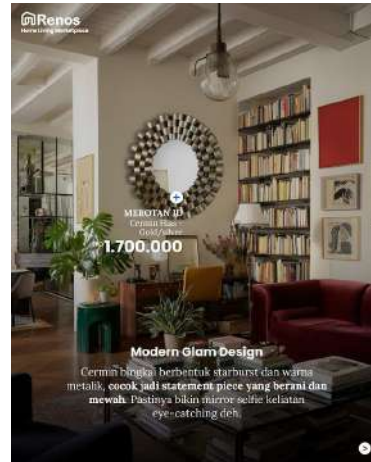 Renos
Home Living Marketplace
MEROTAN ID
Cermin Hias -
Gold/silver
1.700.000
Modern Glam Design
Cermin bingkai berbentuk starburst dan warna
metalik, cocok jadi statement piece yang berani dan
mewah. Pastinya bikin mirror selfie keliatan
eye-catching deh.